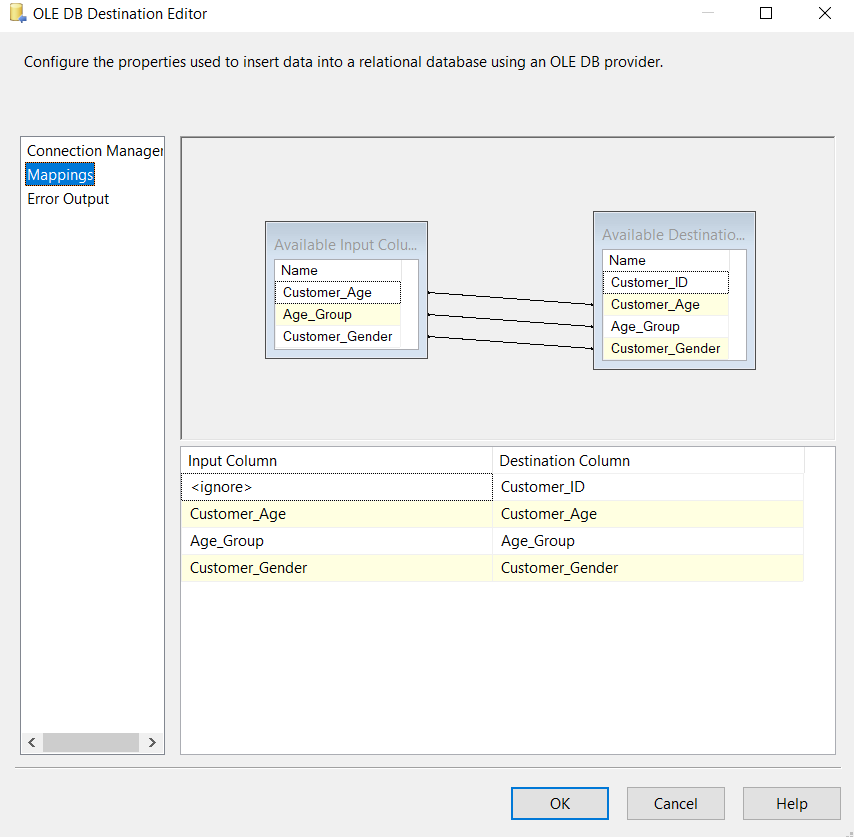 OLE DB Destination Editor
Configure the properties used to insert data into a relational database using an OLE DB provider.
Connection Manager
Mappings
Error Output
Available Input Colu...
Name
Customer_Age
Age_Group
Customer_Gender
Available Destinatio...
Name
Customer_ID
Customer_Age
Age_Group
Customer_Gender
Input Column Destination Column
<ignore> Customer_ID
Customer_Age Customer_Age
Age_Group Age_Group
Customer_Gender Customer_Gender
OK Cancel Help